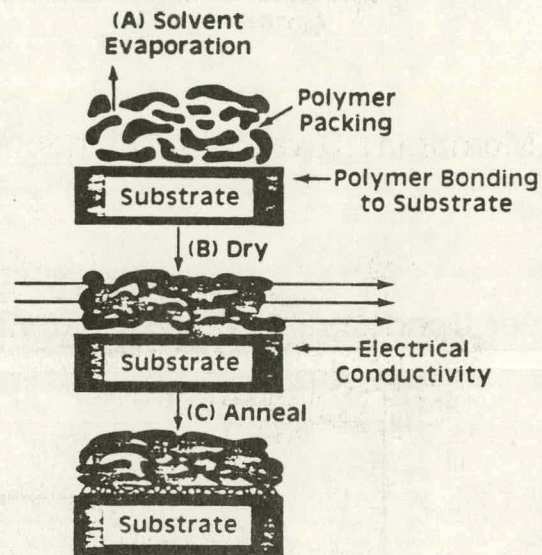 (A) Solvent
Evaporation
Polymer
Packing
Substrate
Polymer Bonding
to Substrate
(B) Dry
Substrate
Electrical
Conductivity
(C) Anneal
Substrate